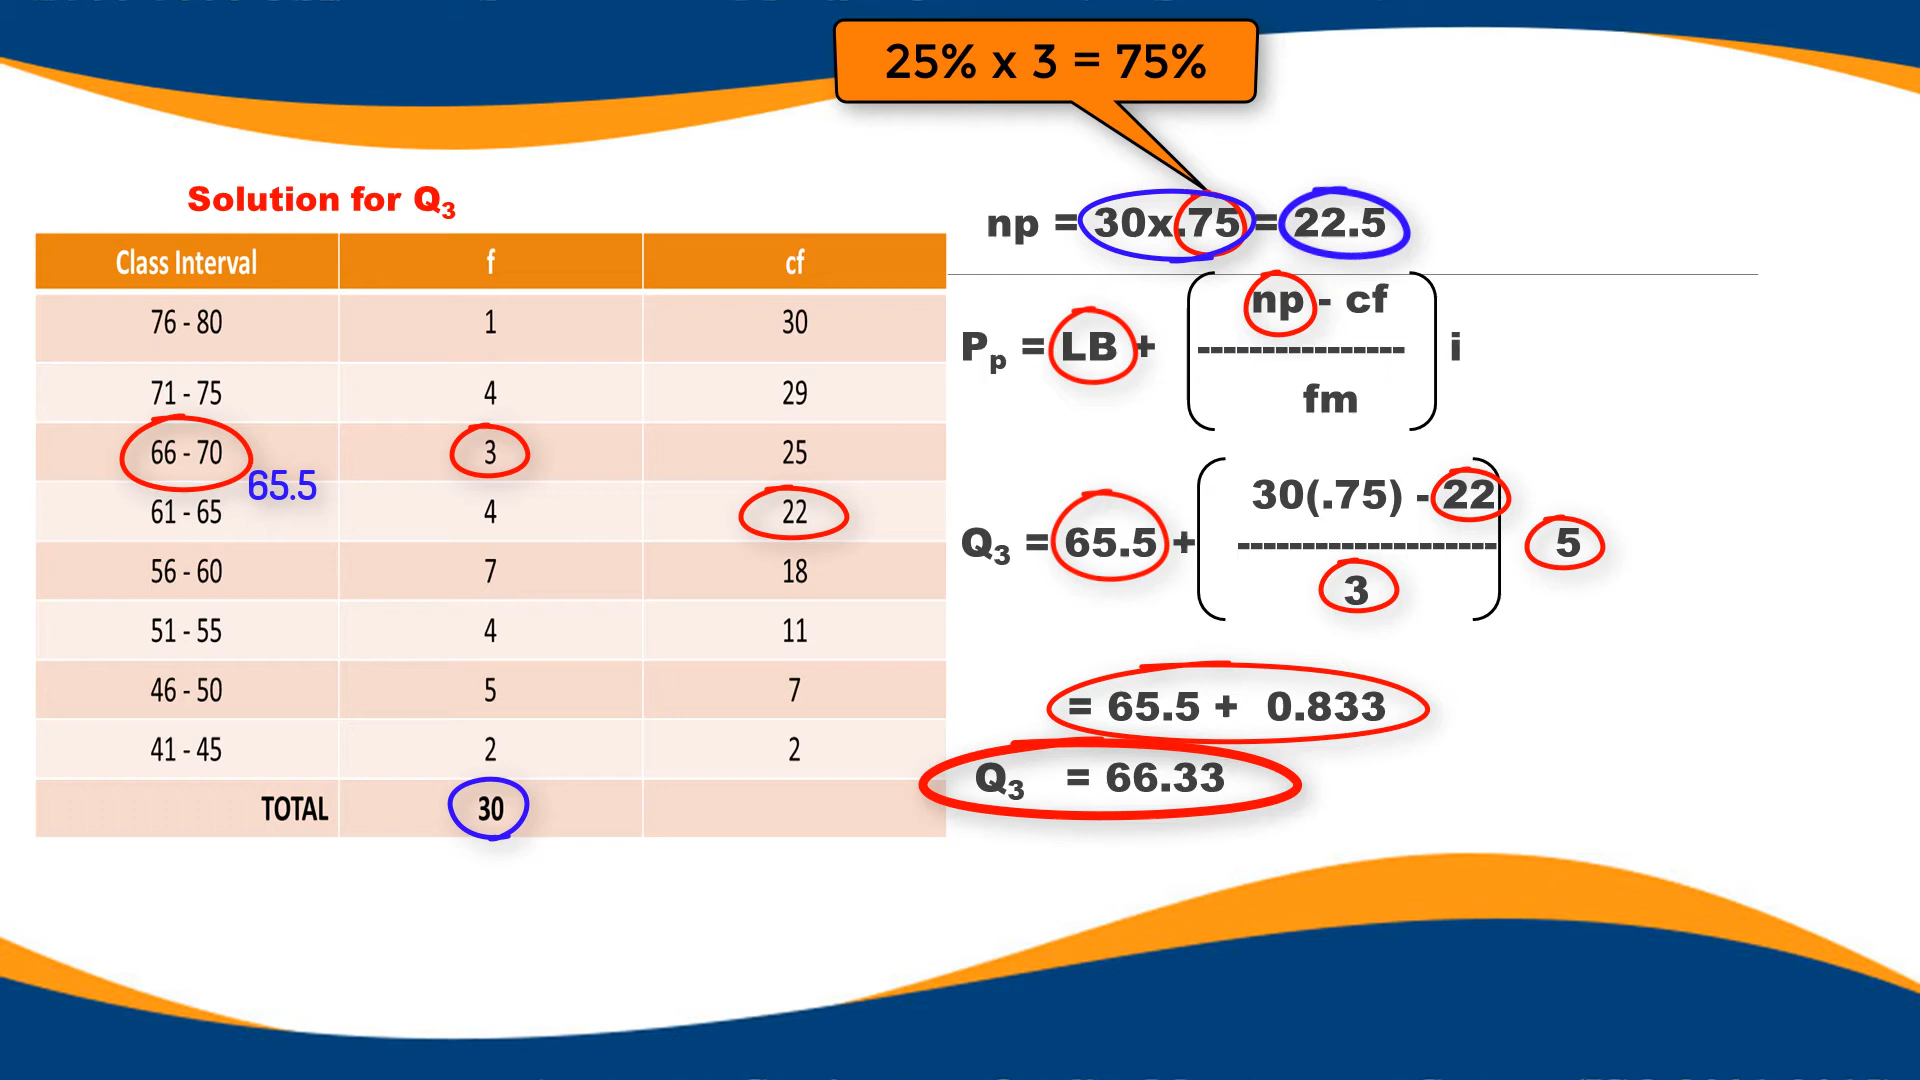 25% x 3 = 75%
Solution for Q3
np = 30x.75 = 22.5
Class Interval f cf
76 - 80 1 30
71 - 75 4 29
66 - 70 3 25
65.5
61 - 65 4 22
56 - 60 7 18
51 - 55 4 11
46 - 50 5 7
41 - 45 2 2
TOTAL 30
np - cf
Pp = LB + ---------------- i
fm
30(.75) - 22
Q3 = 65.5 + -------------------- 5
3
= 65.5 + 0.833
Q3 = 66.33